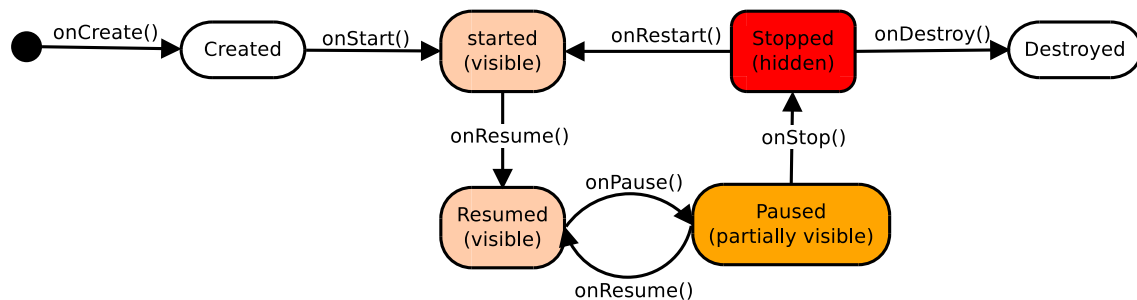 onCreate()
Created
onStart()
started
(visible)
onRestart()
Stopped
(hidden)
onDestroy()
Destroyed
onResume()
onStop()
Resumed
(visible)
onPause()
Paused
(partially visible)
onResume()